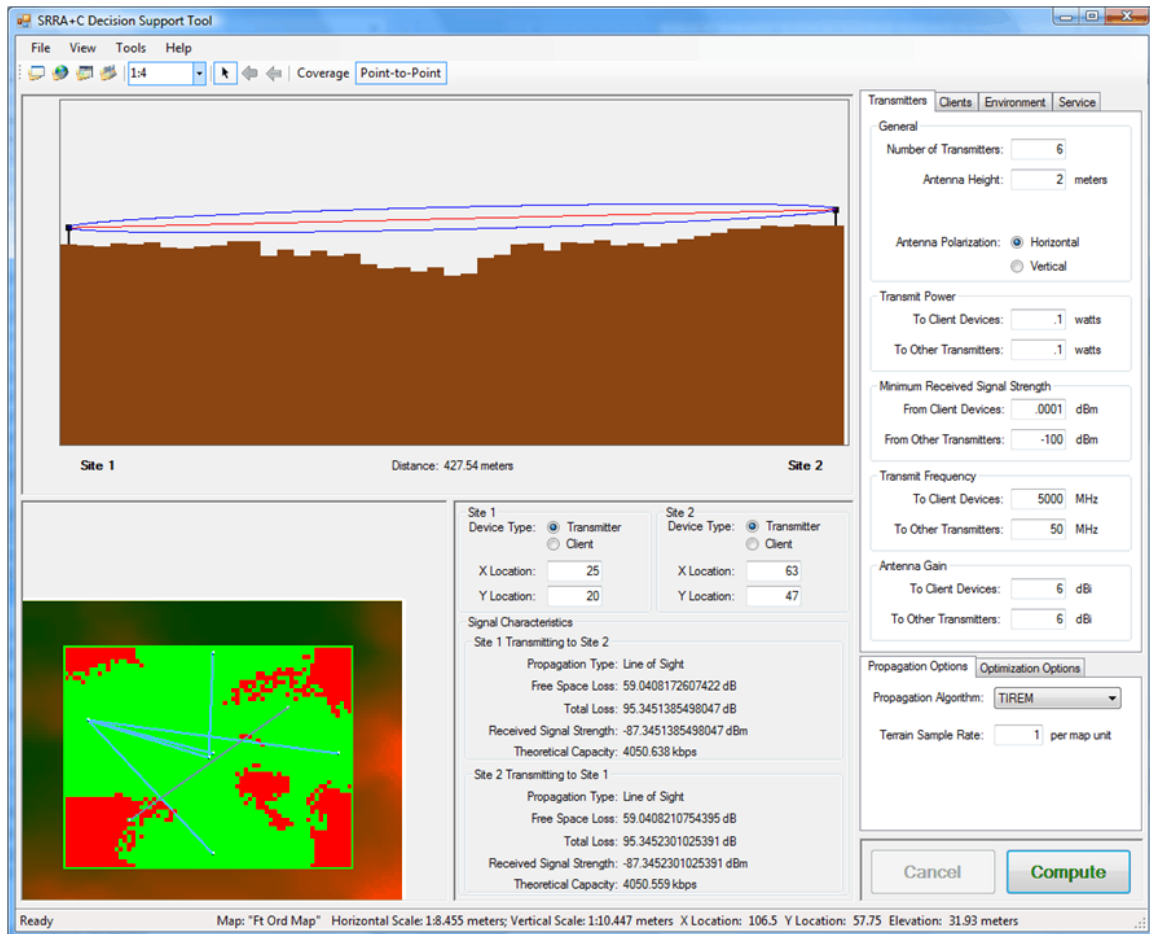 SRRA+C Decision Support Tool
File View Tools Help
1:4 Coverage Point-to-Point
Site 1 Distance: 427.54 meters Site 2
Transmitters Clients Environment Service
General
Number of Transmitters: 6
Antenna Height: 2 meters
Antenna Polarization: Horizontal
Vertical
Transmit Power
To Client Devices: .1 watts
To Other Transmitters: .1 watts
Minimum Received Signal Strength
From Client Devices: .0001 dBm
From Other Transmitters: -100 dBm
Transmit Frequency
To Client Devices: 5000 MHz
To Other Transmitters: 50 MHz
Antenna Gain
To Client Devices: 6 dBi
To Other Transmitters: 6 dBi
Site 1
Device Type: Transmitter
Client
X Location: 25
Y Location: 20
Site 2
Device Type: Transmitter
Client
X Location: 63
Y Location: 47
Signal Characteristics
Site 1 Transmitting to Site 2
Propagation Type: Line of Sight
Free Space Loss: 59.0408172607422 dB
Total Loss: 95.3451385498047 dB
Received Signal Strength: -87.3451385498047 dBm
Theoretical Capacity: 4050.638 kbps
Site 2 Transmitting to Site 1
Propagation Type: Line of Sight
Free Space Loss: 59.0408210754395 dB
Total Loss: 95.3452301025391 dB
Received Signal Strength: -87.3452301025391 dBm
Theoretical Capacity: 4050.559 kbps
Propagation Options Optimization Options
Propagation Algorithm: TIREM
Terrain Sample Rate: 1 per map unit
Cancel Compute
Ready Map: "Ft Ord Map" Horizontal Scale: 1:8.455 meters; Vertical Scale: 1:10.447 meters X Location: 106.5 Y Location: 57.75 Elevation: 31.93 meters